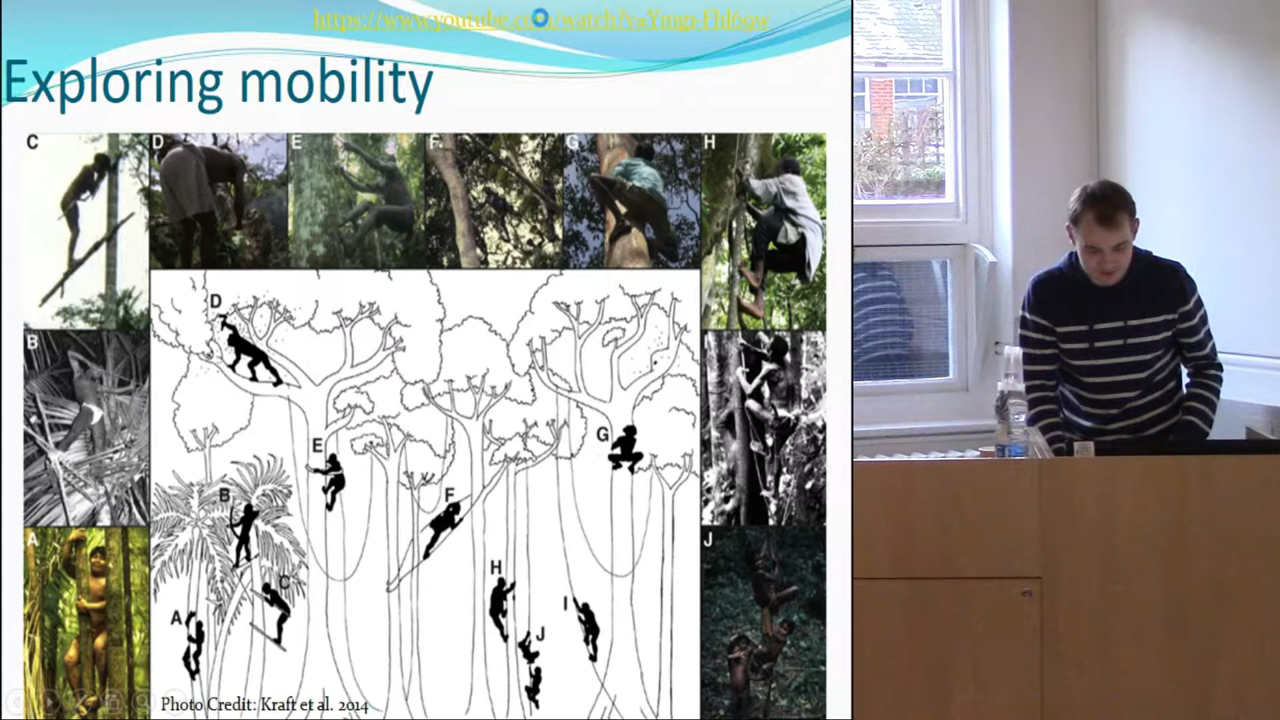 Exploring mobility
C D E F G H
B
A J
D
E
G
F
B
C
H
I
A
J
Photo Credit: Kraft et al. 2014